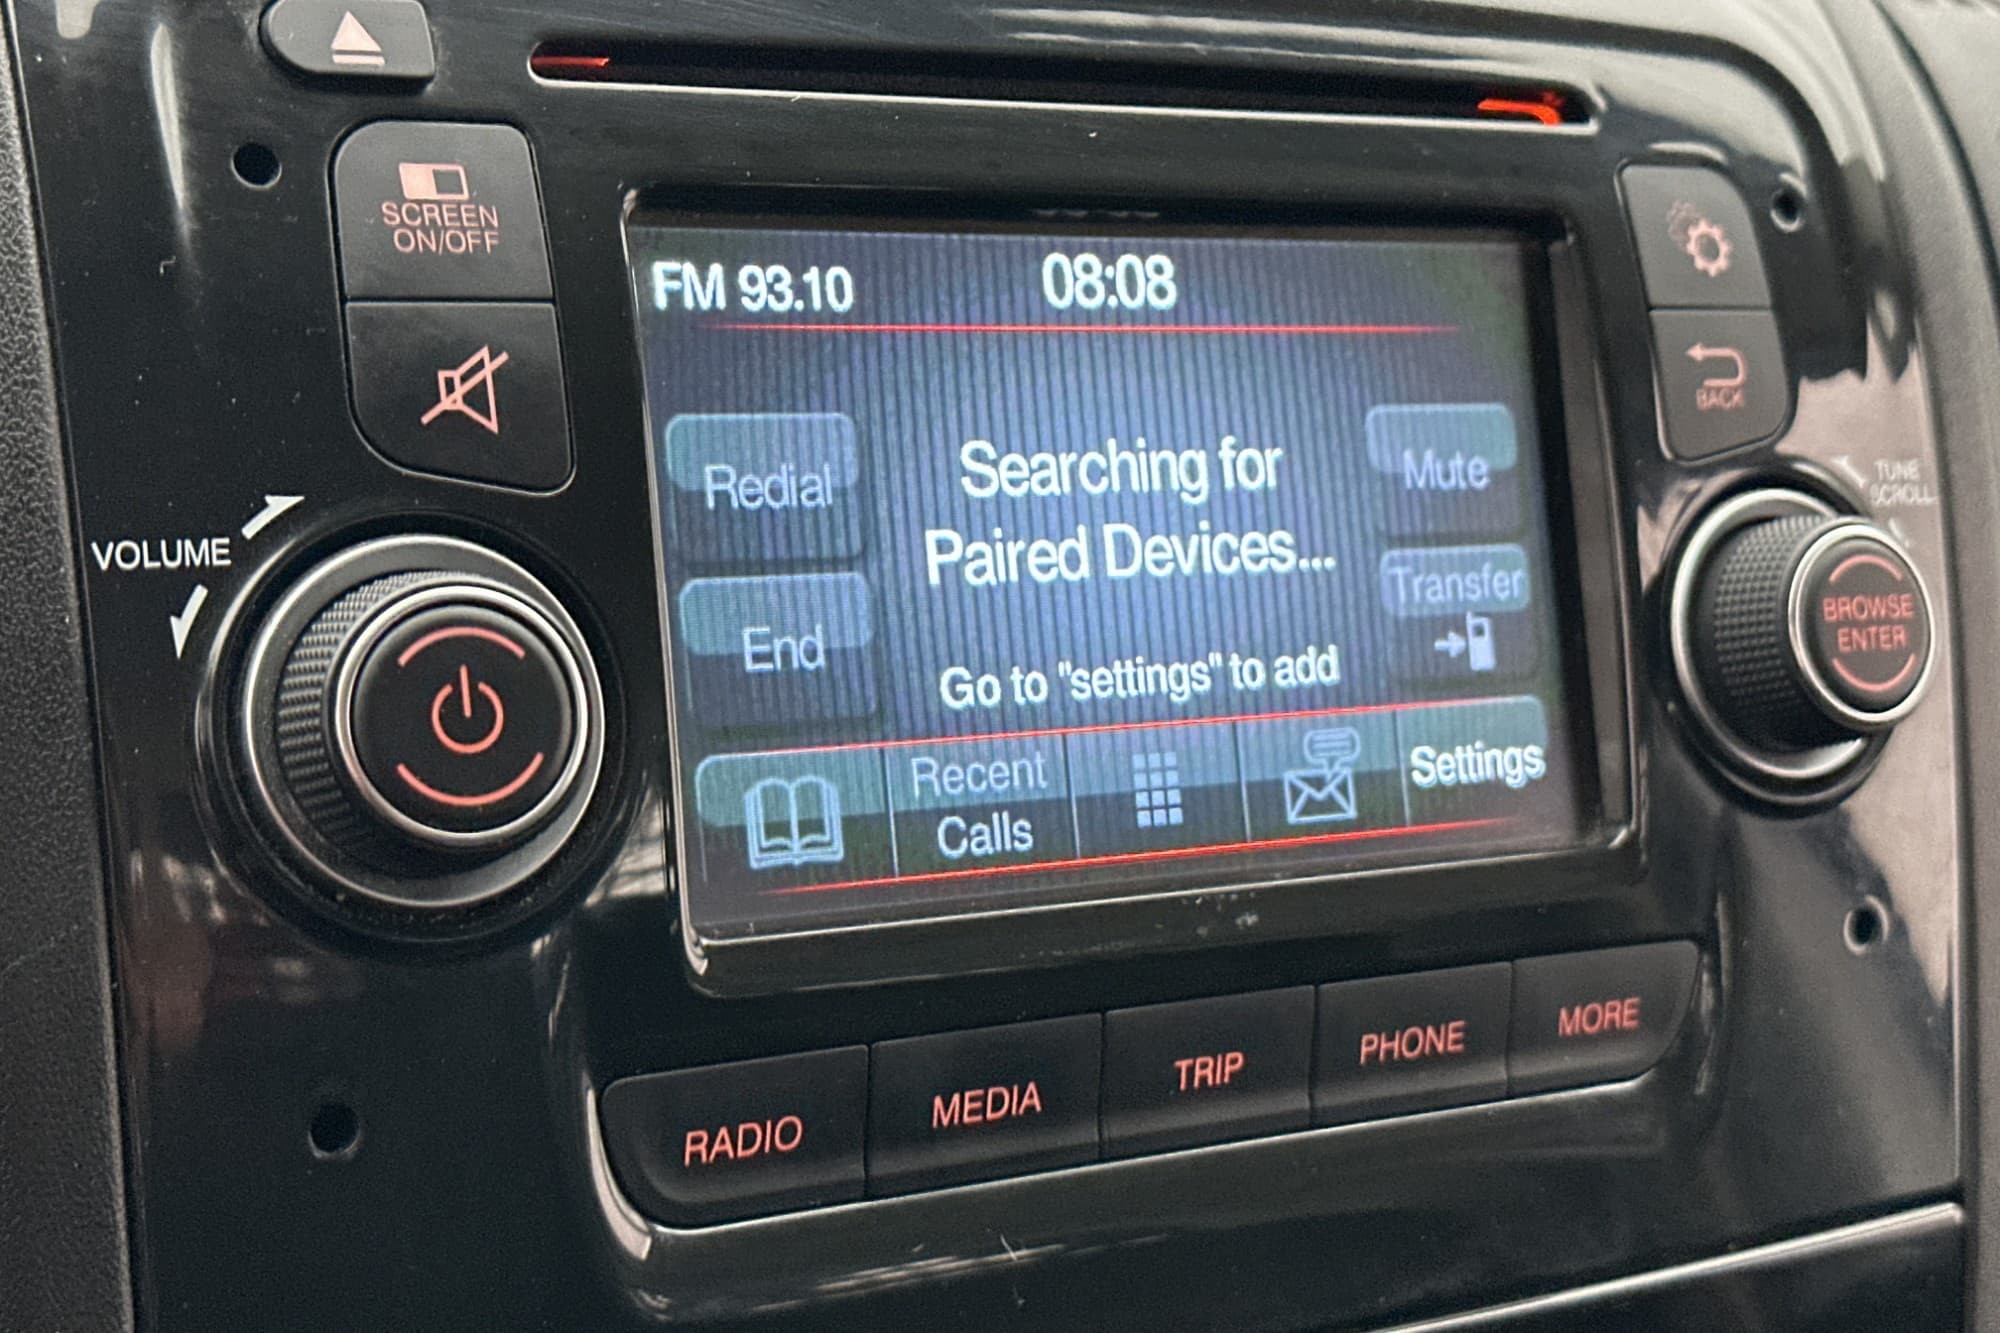 SCREEN
ON/OFF
VOLUME
FM 93.10
08:08
Redial
Searching for
Paired Devices...
Mute
Transfer
End
Go to "settings" to add
Recent
Calls
Settings
BACK
TUNE
SCROLL
BROWSE
ENTER
RADIO
MEDIA
TRIP
PHONE
MORE